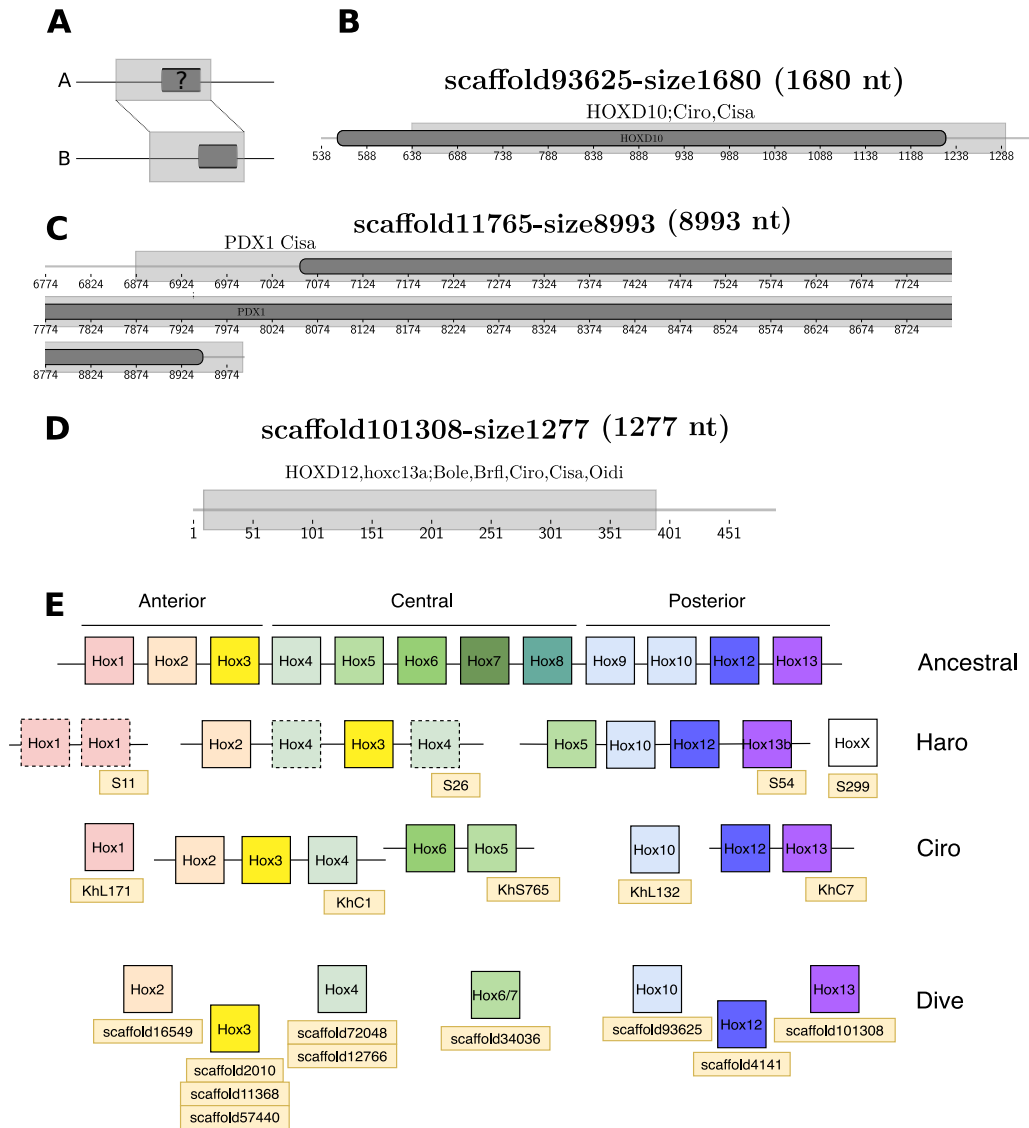 A
A
?
B
B
scaffold93625-size1680 (1680 nt)
HOXD10;Ciro,Cisa
HOXD10
538 588 638 688 738 788 838 888 938 988 1038 1088 1138 1188 1238 1288
C
scaffold11765-size8993 (8993 nt)
PDX1 Cisa
6774 6824 6874 6924 6974 7024 7074 7124 7174 7224 7274 7324 7374 7424 7474 7524 7574 7624 7674 7724
PDX1
7774 7824 7874 7924 7974 8024 8074 8124 8174 8224 8274 8324 8374 8424 8474 8524 8574 8624 8674 8724
8774 8824 8874 8924 8974
D
scaffold101308-size1277 (1277 nt)
HOXD12,hoxc13a;Bole,Brfl,Ciro,Cisa,Oidi
1 51 101 151 201 251 301 351 401 451
E
Anterior Central Posterior
Hox1 Hox2 Hox3 Hox4 Hox5 Hox6 Hox7 Hox8 Hox9 Hox10 Hox12 Hox13 Ancestral
Hox1 Hox1 Hox2 Hox4 Hox3 Hox4 Hox5 Hox10 Hox12 Hox13b HoxX Haro
S11 S26 S54 S299
Hox1 Hox2 Hox3 Hox4 Hox6 Hox5 Hox10 Hox12 Hox13 Ciro
KhL171 KhC1 KhS765 KhL132 KhC7
Hox2 Hox3 Hox4 Hox6/7 Hox10 Hox12 Hox13 Dive
scaffold16549 scaffold72048 scaffold34036 scaffold93625 scaffold101308
scaffold12766
scaffold2010 scaffold4141
scaffold11368
scaffold57440